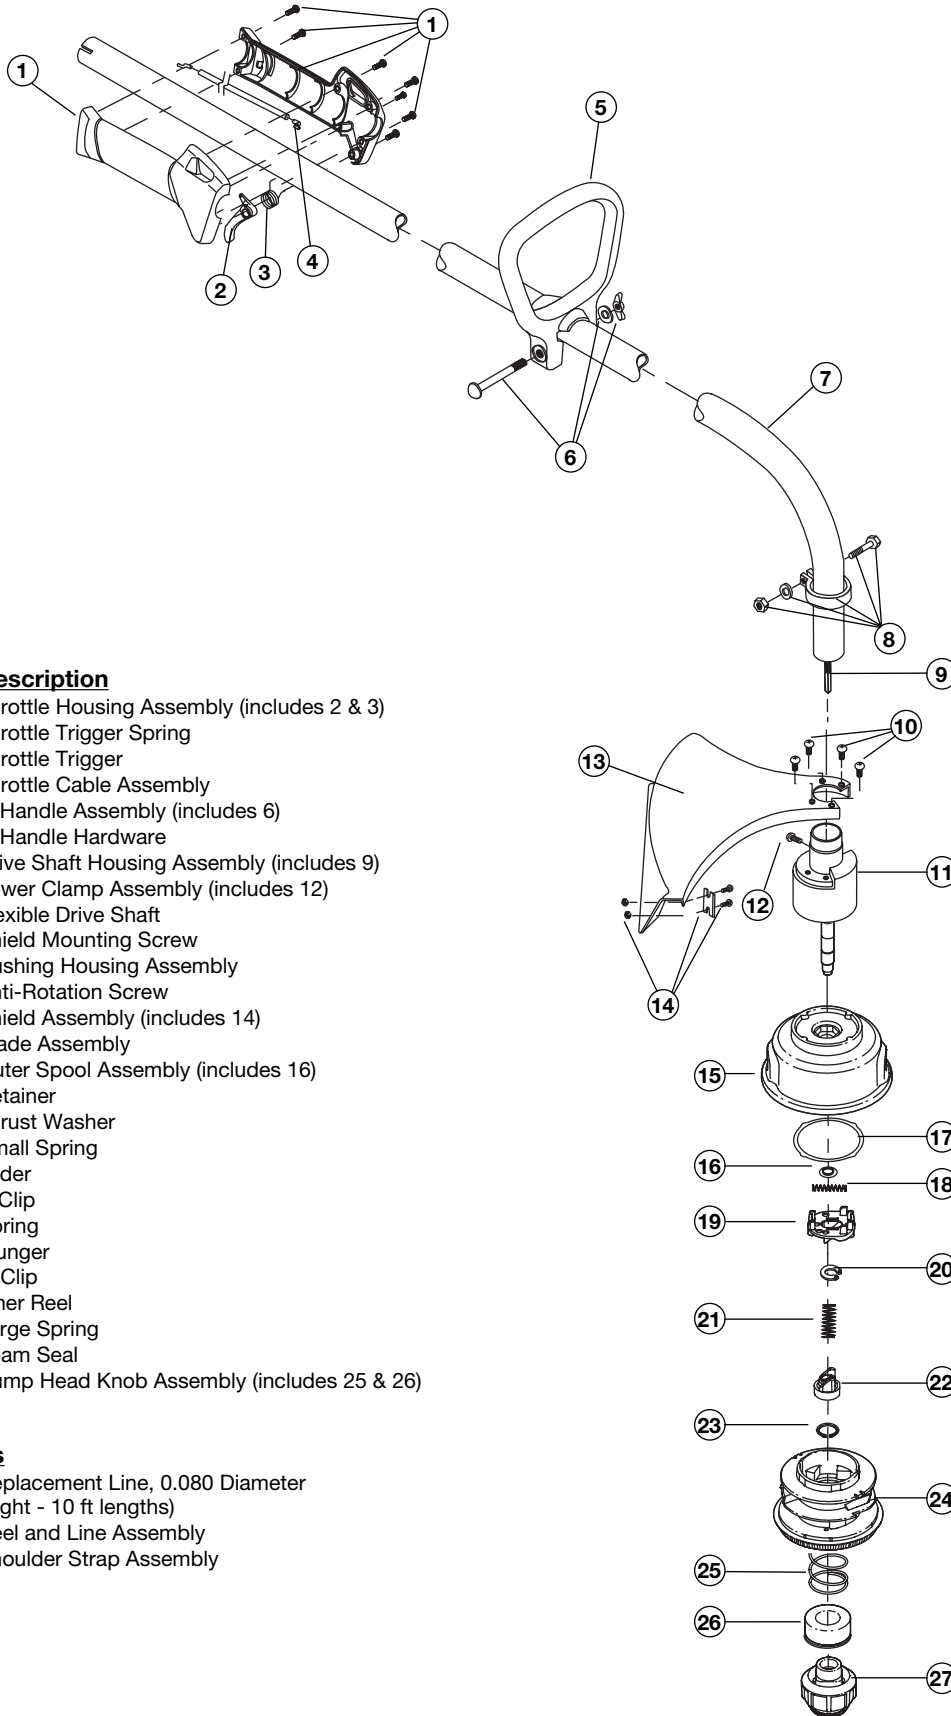 1
1
5
4
3
2
7
6
8
9
10
13
11
12
14
15
17
16
18
19
20
21
22
23
24
25
26
27
escription
rottle Housing Assembly (includes 2 & 3)
rottle Trigger Spring
rottle Trigger
rottle Cable Assembly
Handle Assembly (includes 6)
Handle Hardware
ive Shaft Housing Assembly (includes 9)
wer Clamp Assembly (includes 12)
exible Drive Shaft
ield Mounting Screw
ushing Housing Assembly
nti-Rotation Screw
ield Assembly (includes 14)
ade Assembly
uter Spool Assembly (includes 16)
etainer
rust Washer
mall Spring
der
Clip
pring
unger
Clip
ner Reel
rge Spring
oam Seal
ump Head Knob Assembly (includes 25 & 26)
s
eplacement Line, 0.080 Diameter
ght - 10 ft lengths)
eel and Line Assembly
houlder Strap Assembly